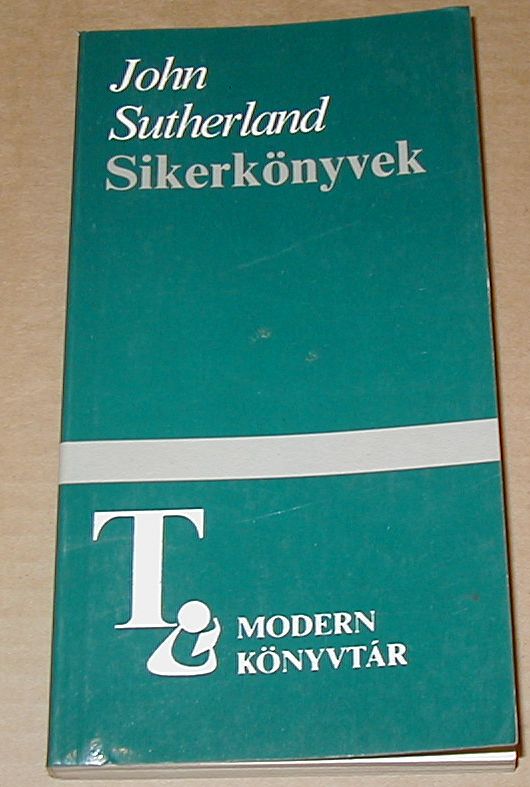 John
Sutherland
Sikerkönyvek
T
MODERN
KÖNYVTÁR